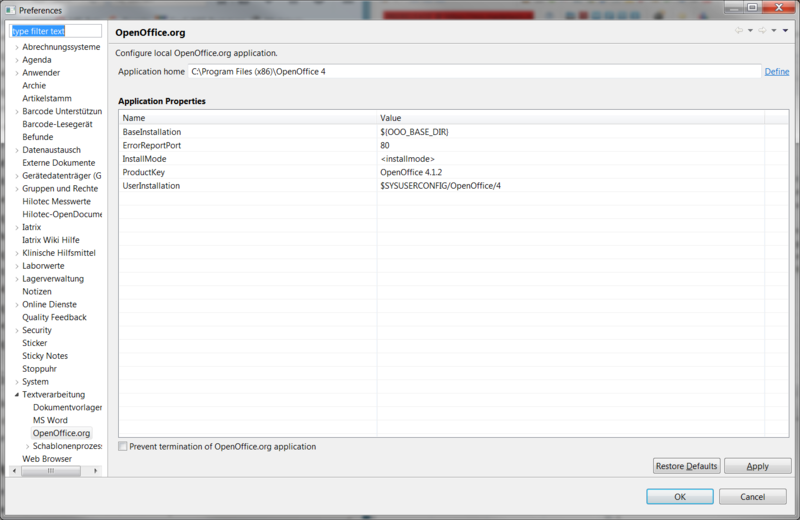 Preferences
type filter text
Abrechnungssysteme
Agenda
Anwender
Archie
Artikelstamm
Barcode Unterstützun
Barcode-Lesegerät
Befunde
Datenaustausch
Externe Dokumente
Gerätedatenträger (G
Gruppen und Rechte
Hilotec Messwerte
Hilotec-OpenDocume
Iatrix
Iatrix Wiki Hilfe
Klinische Hilfsmittel
Laborwerte
Lagerverwaltung
Notizen
Online Dienste
Quality Feedback
Security
Sticker
Sticky Notes
Stoppuhr
System
Textverarbeitung
Dokumentvorlager
MS Word
OpenOffice.org
Schablonenprozes
Web Browser
OpenOffice.org
Configure local OpenOffice.org application.
Application home C:\Program Files (x86)\OpenOffice 4 Define
Application Properties
Name Value
BaseInstallation ${OOO_BASE_DIR}
ErrorReportPort 80
InstallMode <installmode>
ProductKey OpenOffice 4.1.2
UserInstallation $SYSUSERCONFIG/OpenOffice/4
Prevent termination of OpenOffice.org application
Restore Defaults Apply
OK Cancel